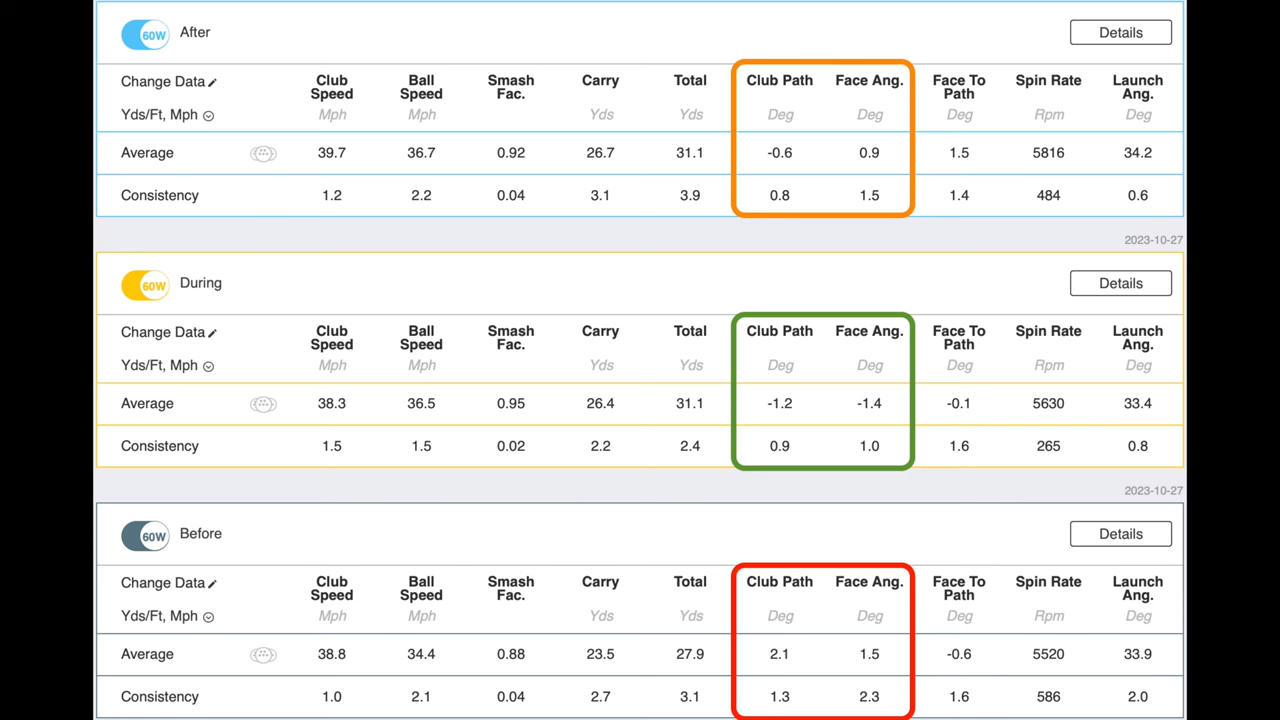 60W After Details
Change Data Club Speed Ball Speed Smash Fac. Carry Total Club Path Face Ang. Face To Path Spin Rate Launch Ang.
Yds/Ft, Mph Mph Mph Yds Yds Deg Deg Deg Rpm Deg
Average 39.7 36.7 0.92 26.7 31.1 -0.6 0.9 1.5 5816 34.2
Consistency 1.2 2.2 0.04 3.1 3.9 0.8 1.5 1.4 484 0.6
2023-10-27
60W During Details
Change Data Club Speed Ball Speed Smash Fac. Carry Total Club Path Face Ang. Face To Path Spin Rate Launch Ang.
Yds/Ft, Mph Mph Mph Yds Yds Deg Deg Deg Rpm Deg
Average 38.3 36.5 0.95 26.4 31.1 -1.2 -1.4 -0.1 5630 33.4
Consistency 1.5 1.5 0.02 2.2 2.4 0.9 1.0 1.6 265 0.8
2023-10-27
60W Before Details
Change Data Club Speed Ball Speed Smash Fac. Carry Total Club Path Face Ang. Face To Path Spin Rate Launch Ang.
Yds/Ft, Mph Mph Mph Yds Yds Deg Deg Deg Rpm Deg
Average 38.8 34.4 0.88 23.5 27.9 2.1 1.5 -0.6 5520 33.9
Consistency 1.0 2.1 0.04 2.7 3.1 1.3 2.3 1.6 586 2.0